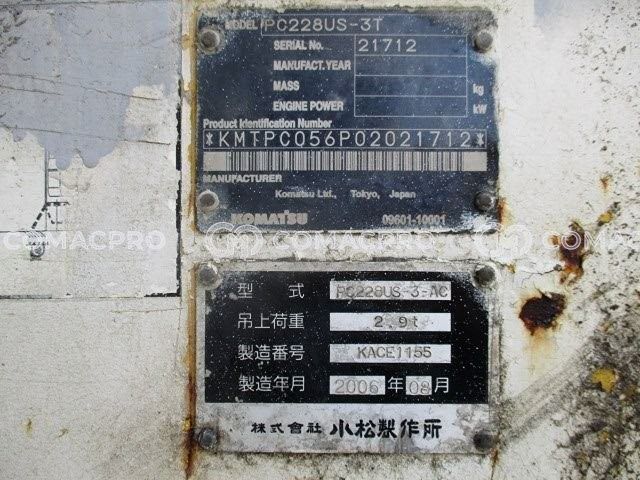 MODEL PC228US-3T
SERIAL No. 21712
MANUFACT. YEAR
MASS kg
ENGINE POWER kW
Product Identification Number
*KMTPC056P02021712*
MANUFACTURER
Komatsu Ltd., Tokyo, Japan
KOMATSU 09601-10001
COMACPRO COMACPRO
型 式 PC228US-3-AC
吊上荷重 2.9t
製造番号 KACE1155
製造年月 2006年08月
株式會社 小松製作所